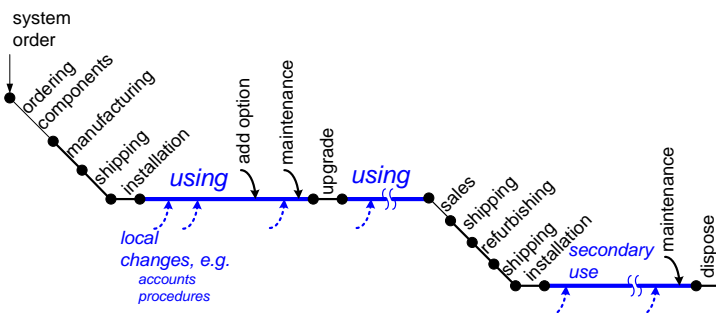 system
order
ordering
components
manufacturing
shipping
installation
using
add option
maintenance
upgrade
using
local
changes, e.g.
accounts
procedures
sales
shipping
refurbishing
shipping
installation
secondary
use
maintenance
dispose